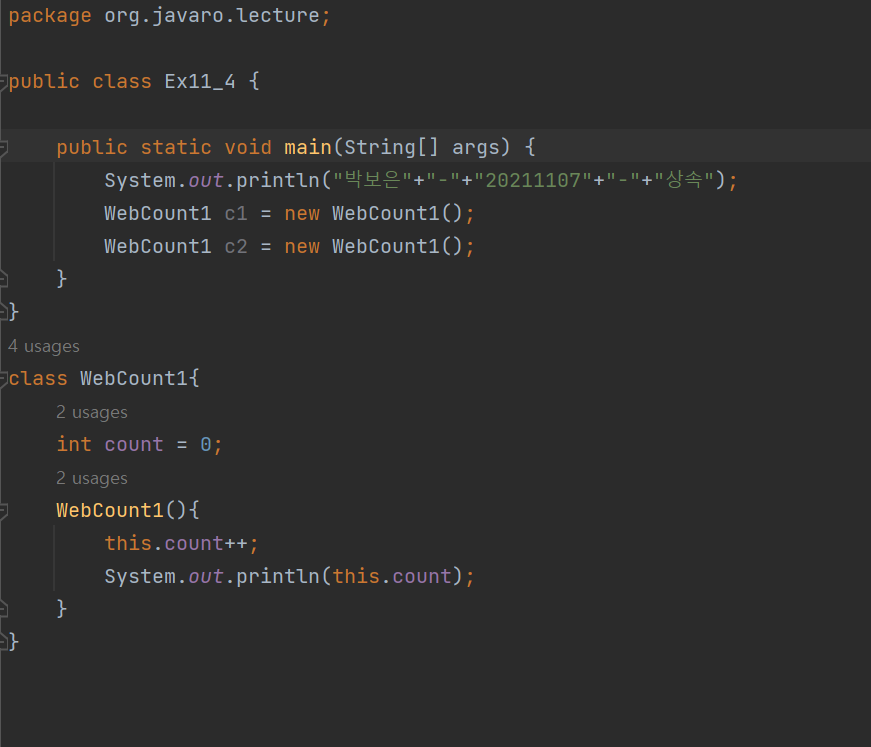 package org.javaro.lecture;
public class Ex11_4 {
public static void main(String[] args) {
System.out.println("박보은"+"-"+"20211107"+"-"+"상속");
WebCount1 c1 = new WebCount1();
WebCount1 c2 = new WebCount1();
}
}
4 usages
class WebCount1{
2 usages
int count = 0;
2 usages
WebCount1(){
this.count++;
System.out.println(this.count);
}
}